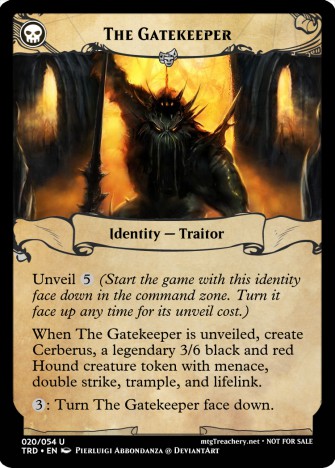 The Gatekeeper
Identity — Traitor
Unveil 5 (Start the game with this identity
face down in the command zone. Turn it
face up any time for its unveil cost.)
When The Gatekeeper is unveiled, create
Cerberus, a legendary 3/6 black and red
Hound creature token with menace,
double strike, trample, and lifelink.
3: Turn The Gatekeeper face down.
020/054 U
mtgTreachery.net • NOT FOR SALE
TRD • EN Pierluigi Abbondanza @ DeviantArt